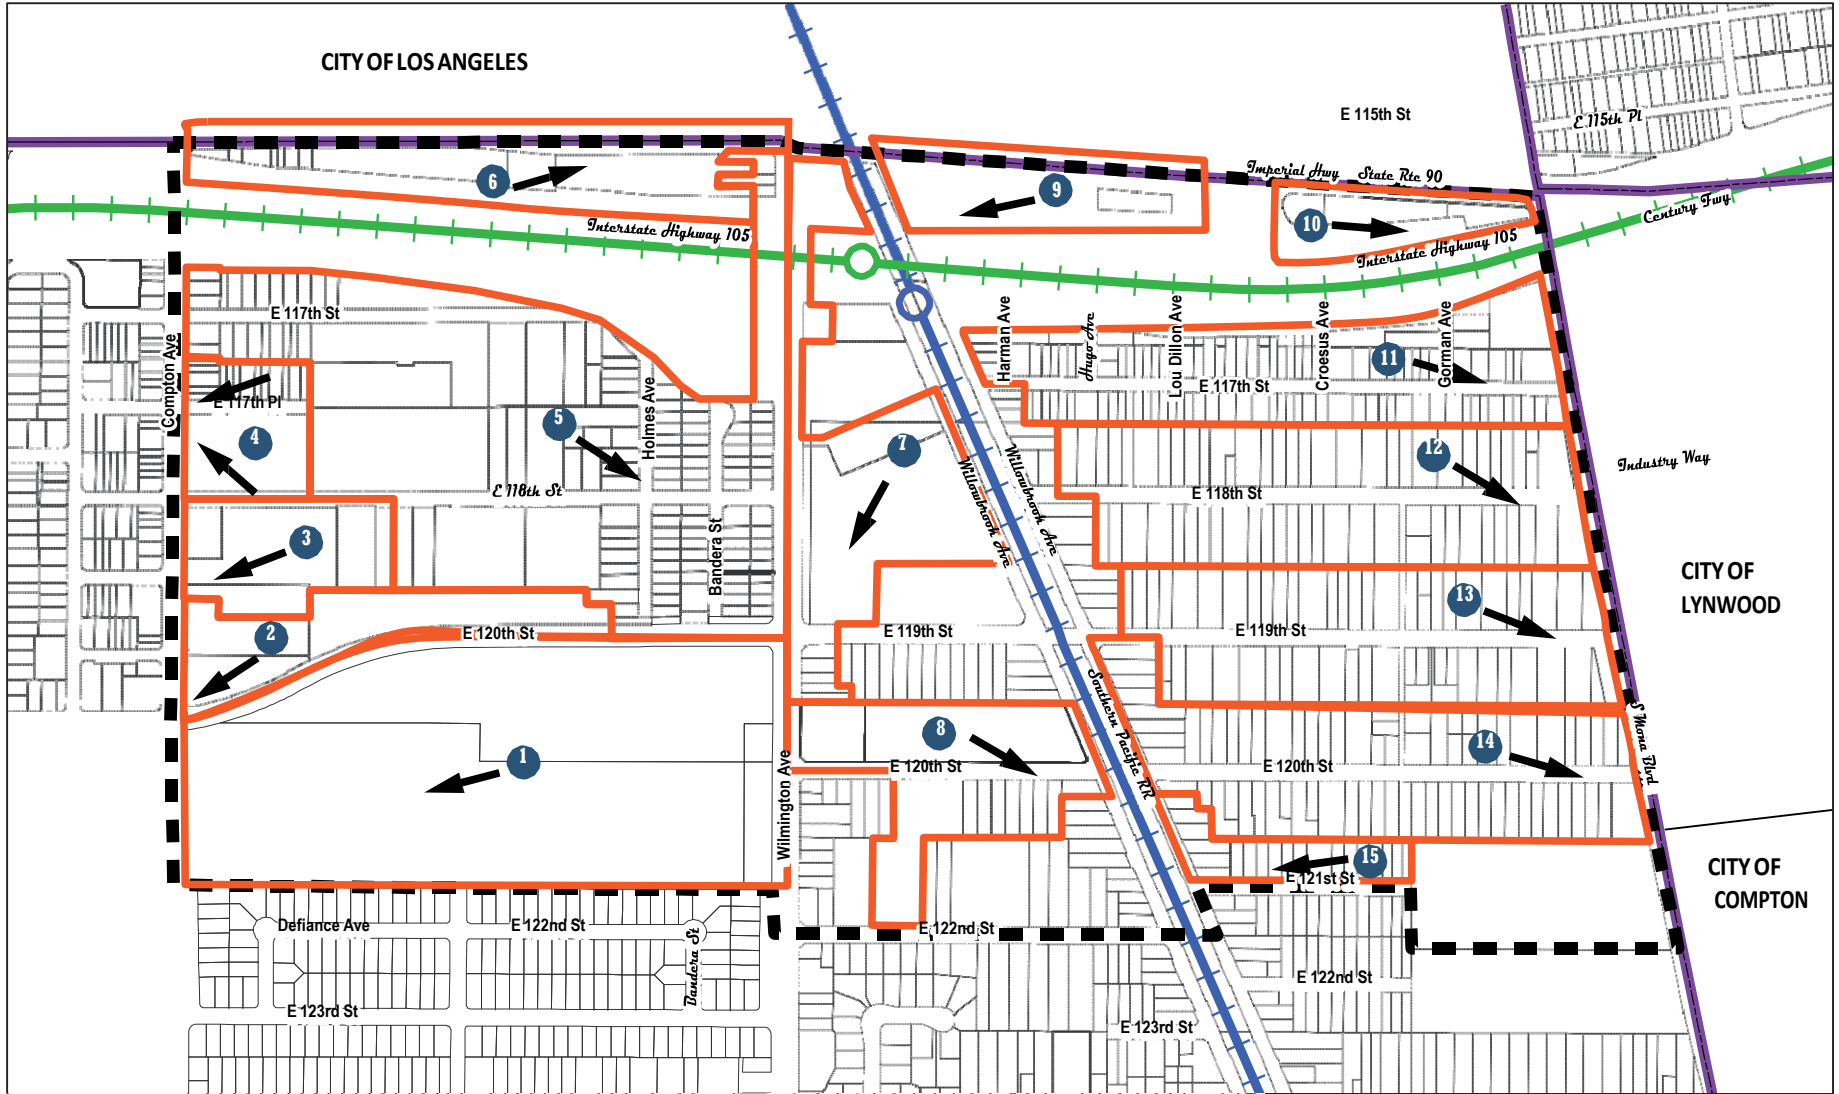 CITY OF LOS ANGELES
E 115th St
E 115th Pl
Imperial Hwy
State Rte 90
6
9
10
Century Fwy
Interstate Highway 105
Interstate Highway 105
E 117th St
Compton Ave
Harman Ave
Hugo Ave
Lou Dillon Ave
Croesus Ave
Gorman Ave
11
E 117th St
E 117th Pl
4
5
Holmes Ave
7
12
Industry Way
E 118th St
Willowbrook Ave
Willowbrook Ave
E 118th St
3
Bandera St
CITY OF
LYNWOOD
13
2
E 120th St
E 119th St
E 119th St
Southern Pacific RR
S Mona Blvd
1
8
14
Wilmington Ave
E 120th St
E 120th St
15
E 121st St
CITY OF
COMPTON
Defiance Ave
E 122nd St
E 122nd St
Bandera St
E 122nd St
E 123rd St
E 123rd St